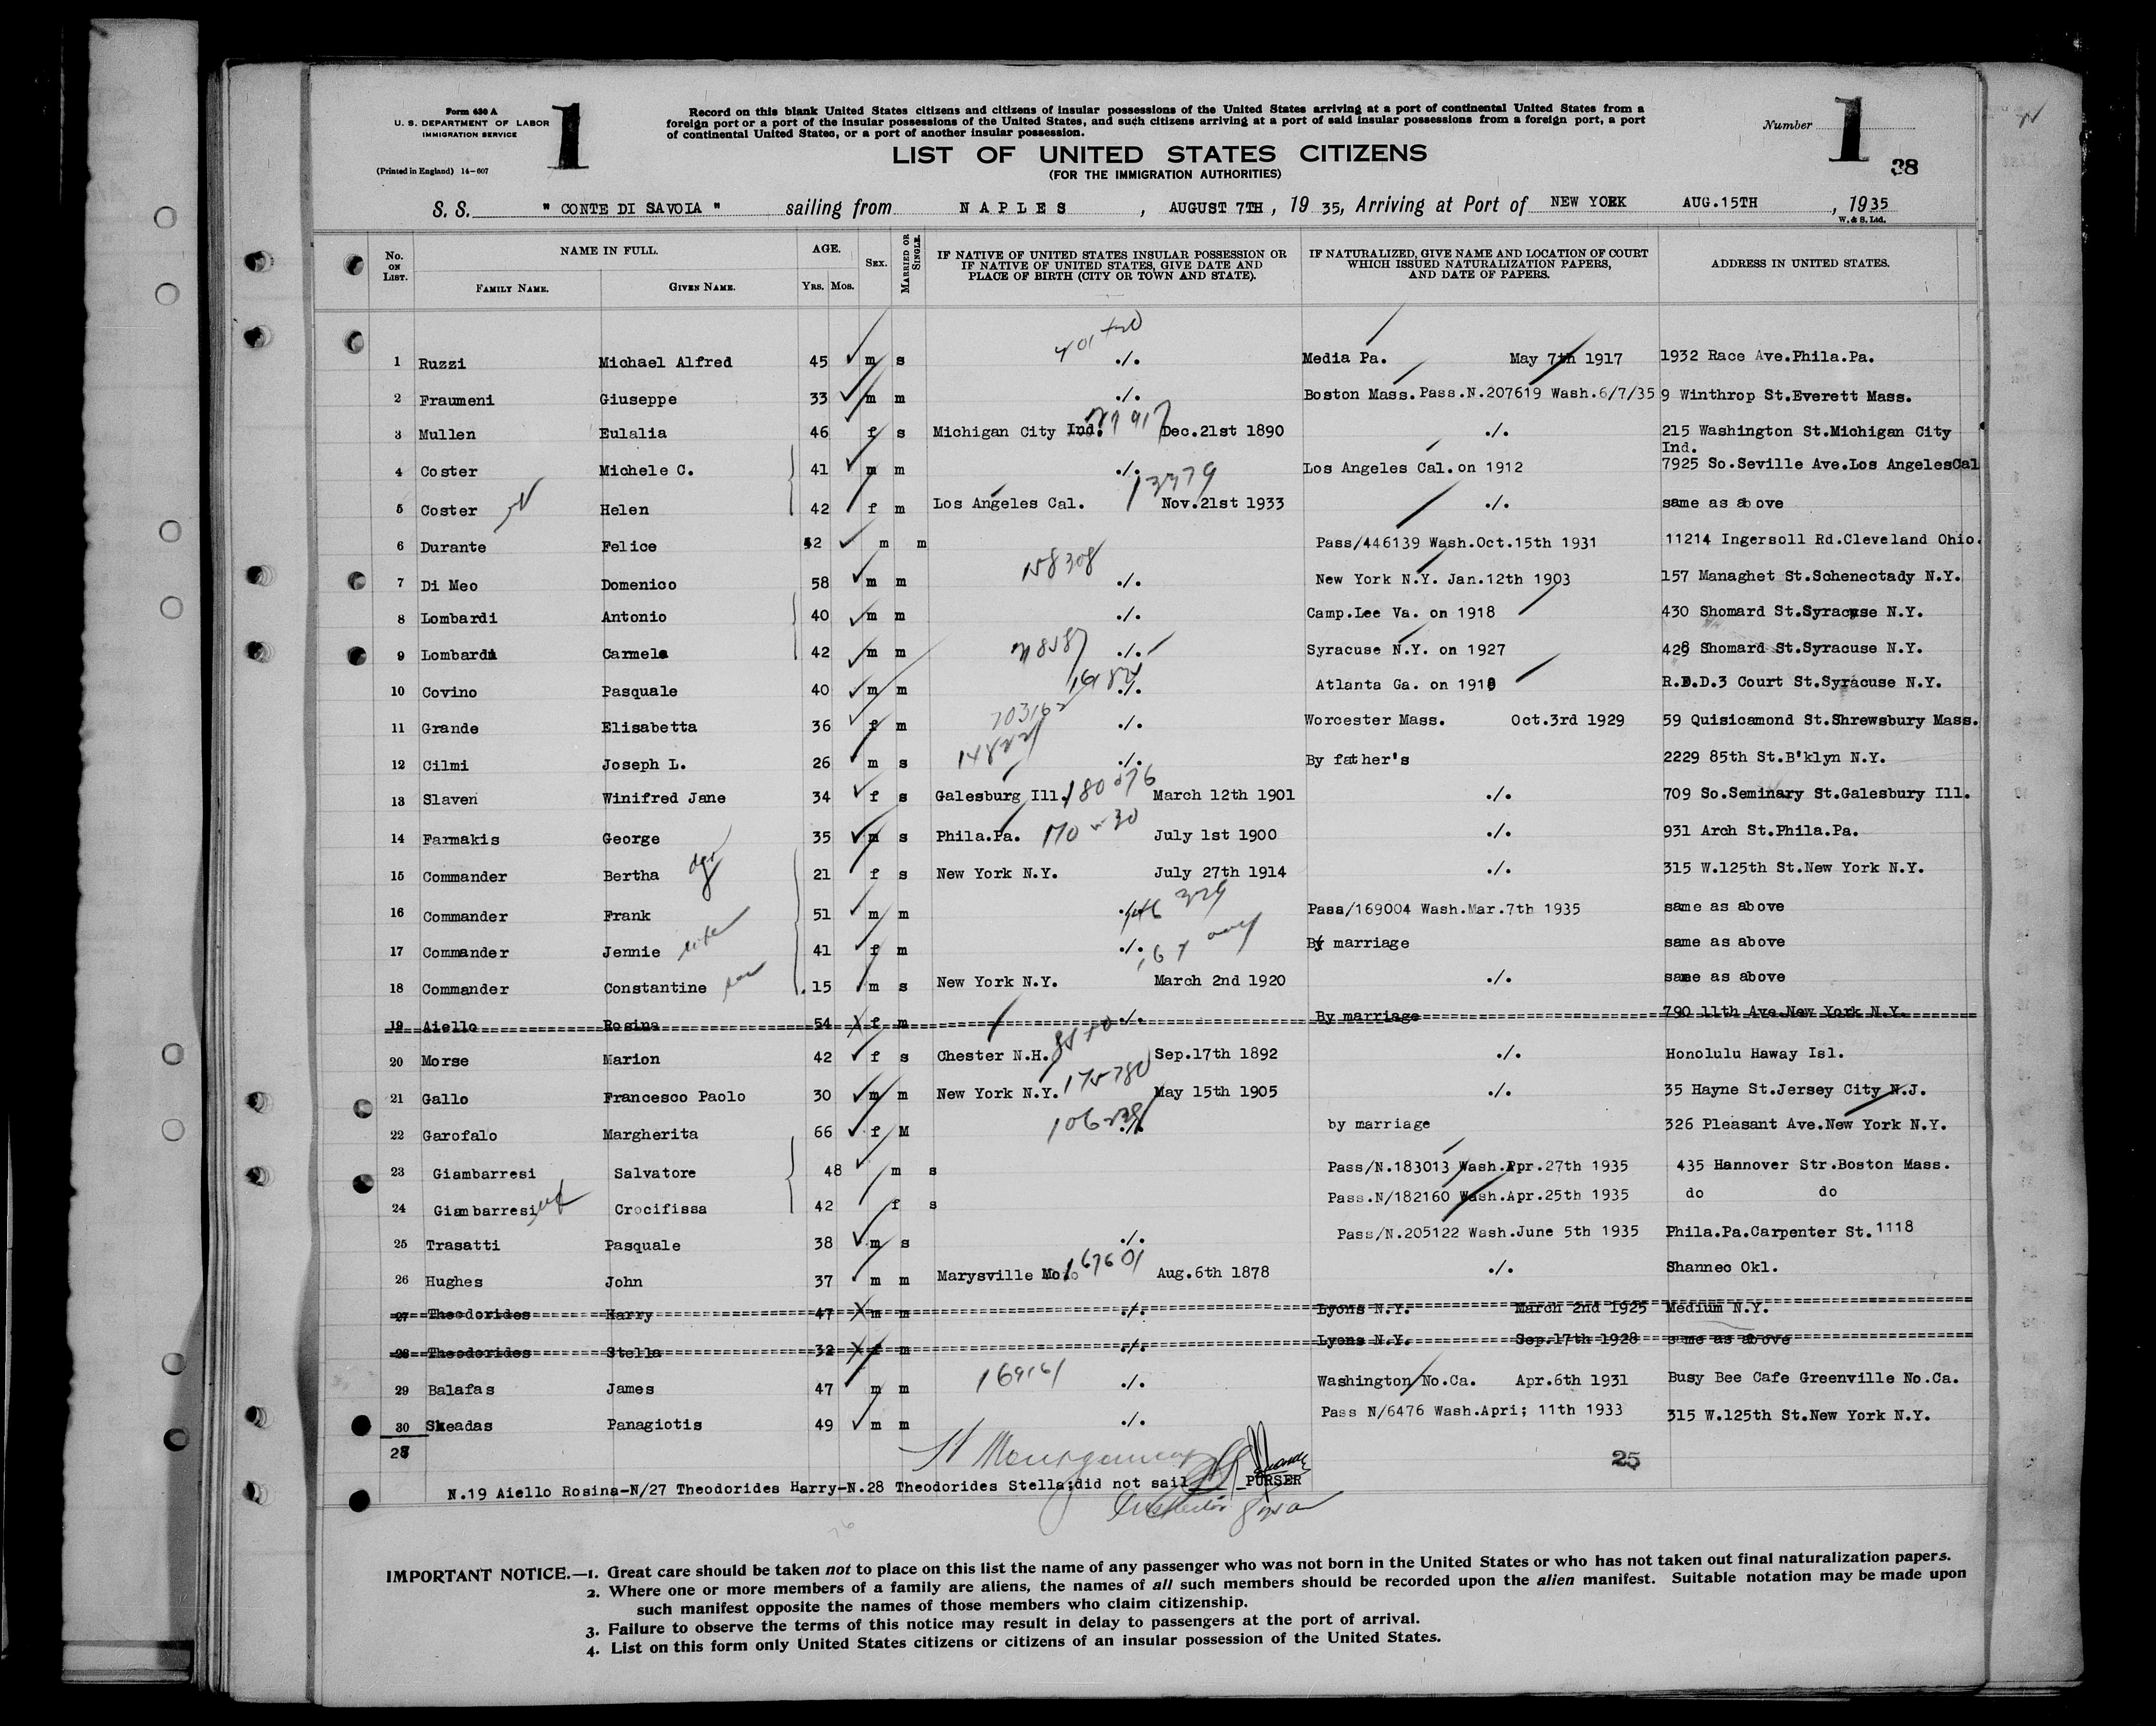 Form 630 A
U. S. DEPARTMENT OF LABOR
IMMIGRATION SERVICE
(Printed in England) 14-607
1
Record on this blank United States citizens and citizens of insular possessions of the United States arriving at a port of continental United States from a
foreign port or a port of the insular possessions of the United States, and such citizens arriving at a port of said insular possessions from a foreign port, a port
of continental United States, or a port of another insular possession.
LIST OF UNITED STATES CITIZENS
(FOR THE IMMIGRATION AUTHORITIES)
Number 1
38
S. S. " CONTE DI SAVOIA " sailing from NAPLES, AUGUST 7TH, 19 35, Arriving at Port of NEW YORK AUG.15TH, 1935
W. & S. Ltd.
No. ON LIST. NAME IN FULL. FAMILY NAME. GIVEN NAME. AGE. YRS. MOS. SEX. MARRIED OR SINGLE. IF NATIVE OF UNITED STATES INSULAR POSSESSION OR IF NATIVE OF UNITED STATES, GIVE DATE AND PLACE OF BIRTH (CITY OR TOWN AND STATE). IF NATURALIZED, GIVE NAME AND LOCATION OF COURT WHICH ISSUED NATURALIZATION PAPERS, AND DATE OF PAPERS. ADDRESS IN UNITED STATES.
1 Ruzzi Michael Alfred 45 m s ./. Media Pa. May 7th 1917 1932 Race Ave.Phila.Pa.
2 Fraumeni Giuseppe 33 m m ./. Boston Mass.Pass.N.207619 Wash.6/7/35 9 Winthrop St.Everett Mass.
3 Mullen Eulalia 46 f s Michigan City Ind. Dec.21st 1890 ./. 215 Washington St.Michigan City
Ind.
4 Coster Michele C. 41 m m ./. Los Angeles Cal.on 1912 7925 So.Seville Ave.Los AngelesCal
5 Coster Helen 42 f m Los Angeles Cal. 13379 Nov.21st 1933 ./. same as above
6 Durante Felice 52 m m Pass/446139 Wash.Oct.15th 1931 11214 Ingersoll Rd.Cleveland Ohio.
7 Di Meo Domenico 58 m m 158308 ./. New York N.Y. Jan.12th 1903 157 Managhet St.Schenectady N.Y.
8 Lombardi Antonio 40 m m ./. Camp.Lee Va. on 1918 430 Shomard St.Syracuse N.Y.
9 Lombardi Carmela 42 m m ./. Syracuse N.Y. on 1927 428 Shomard St.Syracuse N.Y.
10 Covino Pasquale 40 m m ./. Atlanta Ga. on 1918 R.F.D.3 Court St.Syracuse N.Y.
11 Grande Elisabetta 36 f m 703162 ./. Worcester Mass. Oct.3rd 1929 59 Quisicamond St.Shrewsbury Mass.
12 Cilmi Joseph L. 26 m s ./. By father's 2229 85th St.B'klyn N.Y.
13 Slaven Winifred Jane 34 f s Galesburg Ill. March 12th 1901 ./. 709 So.Seminary St.Galesbury Ill.
14 Farmakis George 35 m s Phila.Pa. July 1st 1900 ./. 931 Arch St.Phila.Pa.
15 Commander Bertha dgr 21 f s New York N.Y. July 27th 1914 ./. 315 W.125th St.New York N.Y.
16 Commander Frank 51 m m ./. Pass/169004 Wash.Mar.7th 1935 same as above
17 Commander Jennie wife 41 f m ./. By marriage same as above
18 Commander Constantine son 15 m s New York N.Y. March 2nd 1920 ./. same as above
19 Aiello Rosina 54 f m ./. By marriage 790 11th Ave.New York N.Y.
20 Morse Marion 42 f s Chester N.H. Sep.17th 1892 ./. Honolulu Haway Isl.
21 Gallo Francesco Paolo 30 m m New York N.Y. 175780 May 15th 1905 ./. 35 Hayne St.Jersey City N.J.
22 Garofalo Margherita 66 f M ./. by marriage 326 Pleasant Ave.New York N.Y.
23 Giambarresi Salvatore 48 m s Pass/N.183013 Wash.Apr.27th 1935 435 Hannover Str.Boston Mass.
24 Giambarresi Crocifissa 42 f s Pass.N/182160 Wash.Apr.25th 1935 do do
25 Trasatti Pasquale 38 m s ./. Pass/N.205122 Wash.June 5th 1935 Phila.Pa.Carpenter St.1118
26 Hughes John 37 m m Marysville Mo. 167601 Aug.6th 1878 ./. Shannec Okl.
27 Theodorides Harry 47 m m ./. Lyons N.Y. March 2nd 1925 Medium N.Y.
28 Theodorides Stella 32 f m ./. Lyons N.Y. Sep.17th 1928 same as above
29 Balafas James 47 m m 169161 ./. Washington No.Ca. Apr.6th 1931 Busy Bee Cafe Greenville No.Ca.
30 Skeadas Panagiotis 49 m m ./. Pass N/6476 Wash.Apri; 11th 1933 315 W.125th St.New York N.Y.
27
25
N.19 Aiello Rosina-N/27 Theodorides Harry-N.28 Theodorides Stella;did not sail PURSER
IMPORTANT NOTICE.—1. Great care should be taken not to place on this list the name of any passenger who was not born in the United States or who has not taken out final naturalization papers.
2. Where one or more members of a family are aliens, the names of all such members should be recorded upon the alien manifest. Suitable notation may be made upon
such manifest opposite the names of those members who claim citizenship.
3. Failure to observe the terms of this notice may result in delay to passengers at the port of arrival.
4. List on this form only United States citizens or citizens of an insular possession of the United States.